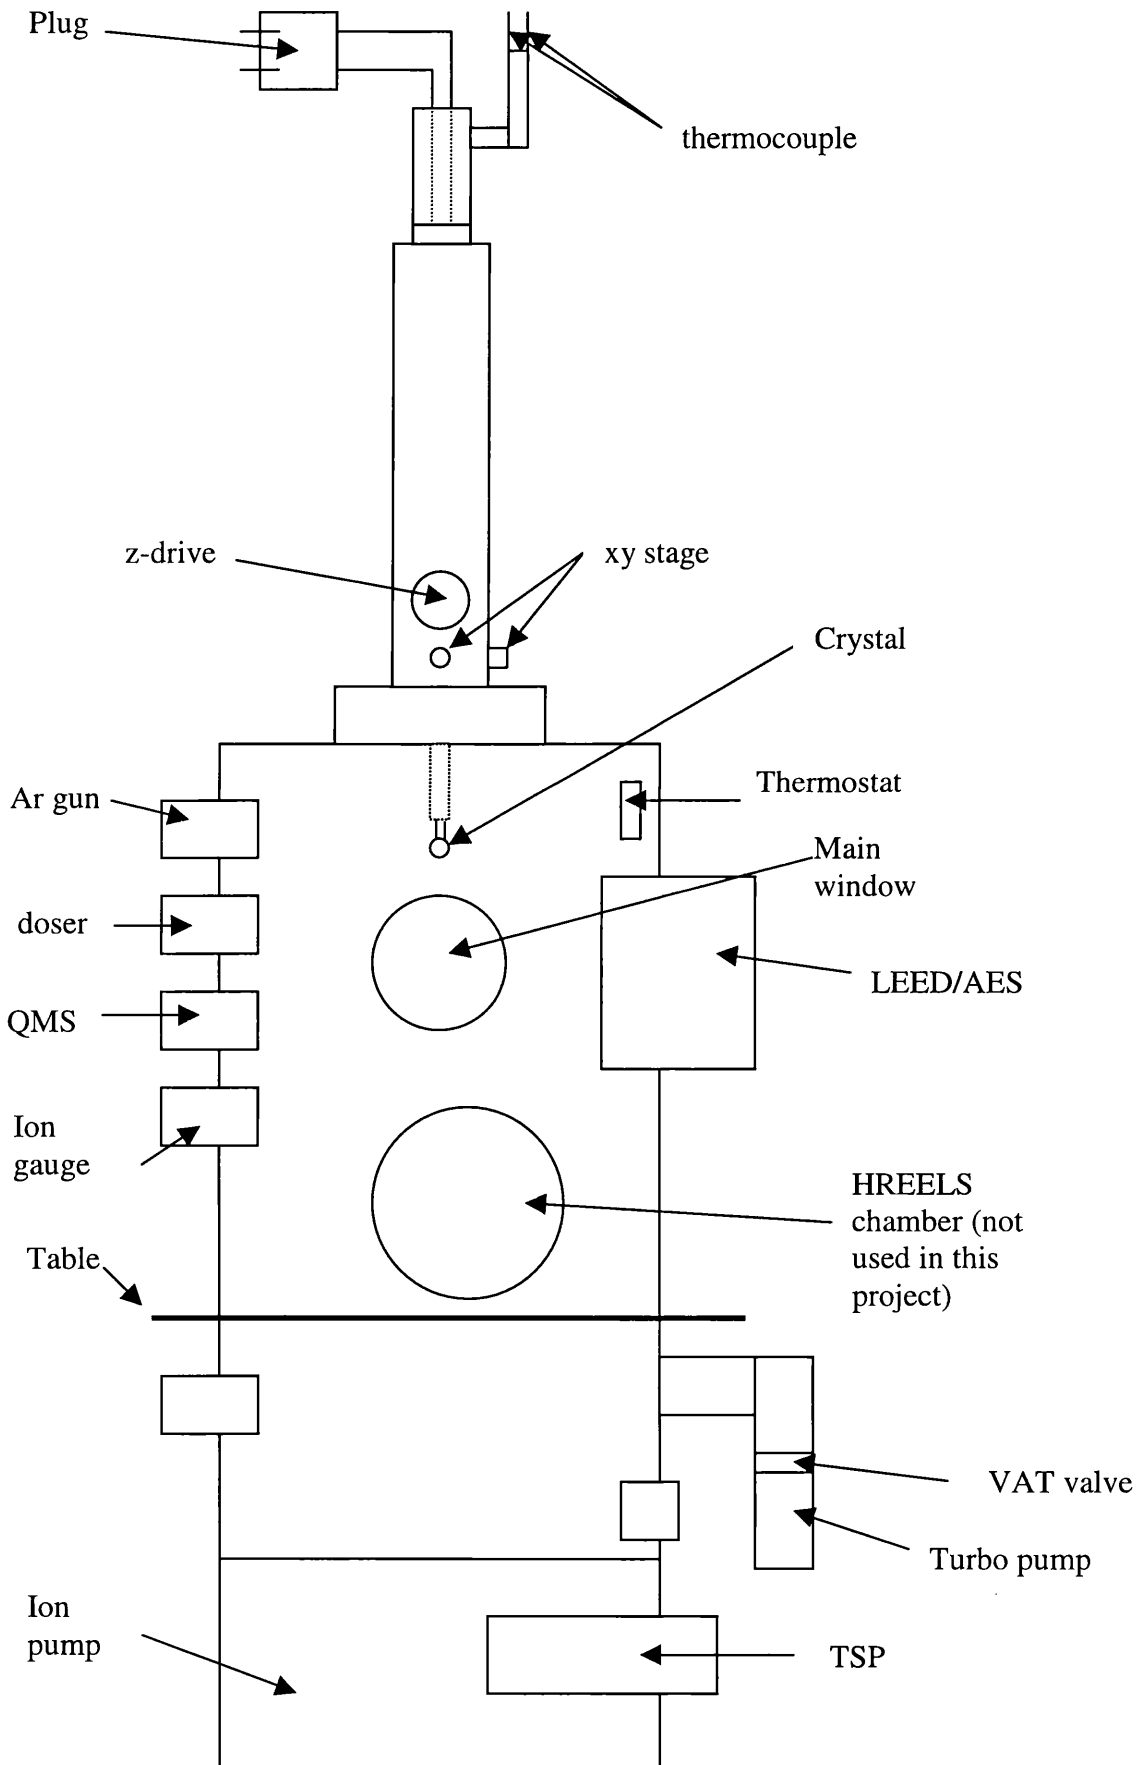 Plug
thermocouple
z-drive
xy stage
Crystal
Ar gun
Thermostat
Main
window
doser
LEED/AES
QMS
Ion
gauge
HREELS
chamber (not
used in this
project)
Table
VAT valve
Turbo pump
Ion
pump
TSP